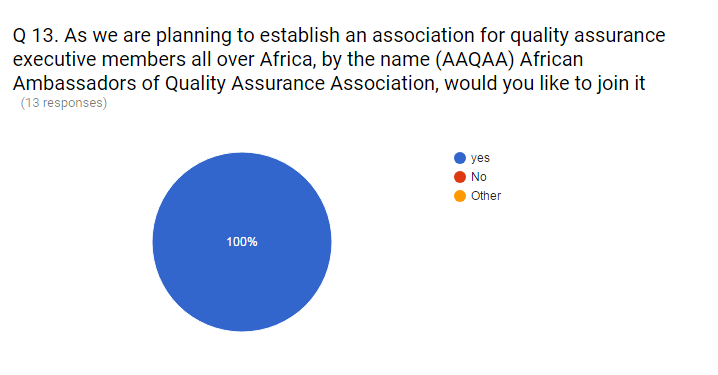 Q 13. As we are planning to establish an association for quality assurance
executive members all over Africa, by the name (AAQAA) African
Ambassadors of Quality Assurance Association, would you like to join it
(13 responses)
100%
yes
No
Other